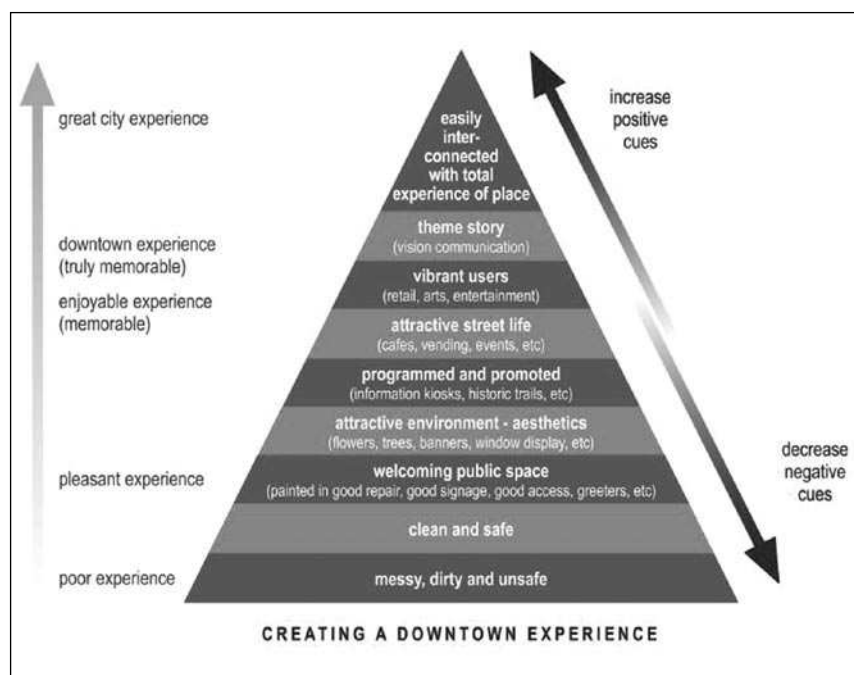 great city experience
downtown experience
(truly memorable)
enjoyable experience
(memorable)
pleasant experience
poor experience
easily
inter-
connected
with total
experience of place
theme story
(vision communication)
vibrant users
(retail, arts, entertainment)
attractive street life
(cafes, vending, events, etc)
programmed and promoted
(information kiosks, historic trails, etc)
attractive environment - aesthetics
(flowers, trees, banners, window display, etc)
welcoming public space
(painted in good repair, good signage, good access, greeters, etc)
clean and safe
messy, dirty and unsafe
increase
positive
cues
decrease
negative
cues
CREATING A DOWNTOWN EXPERIENCE